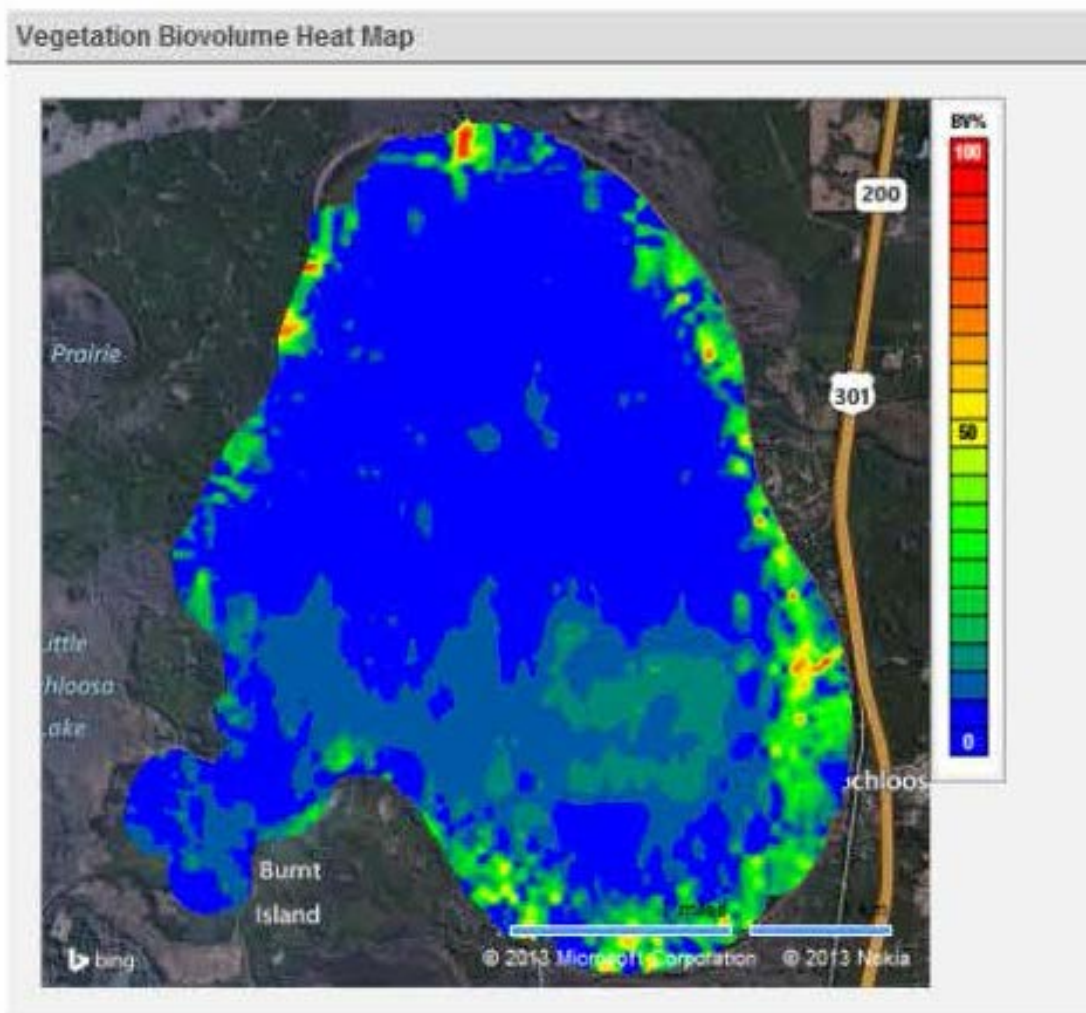 Vegetation Biovolume Heat Map
BV%
100
200
Prairie
301
50
ittle
hloosa
ake
0
chloos
Burnt
Island
miles
bing
© 2013 Microsoft Corporation © 2013 Nokia